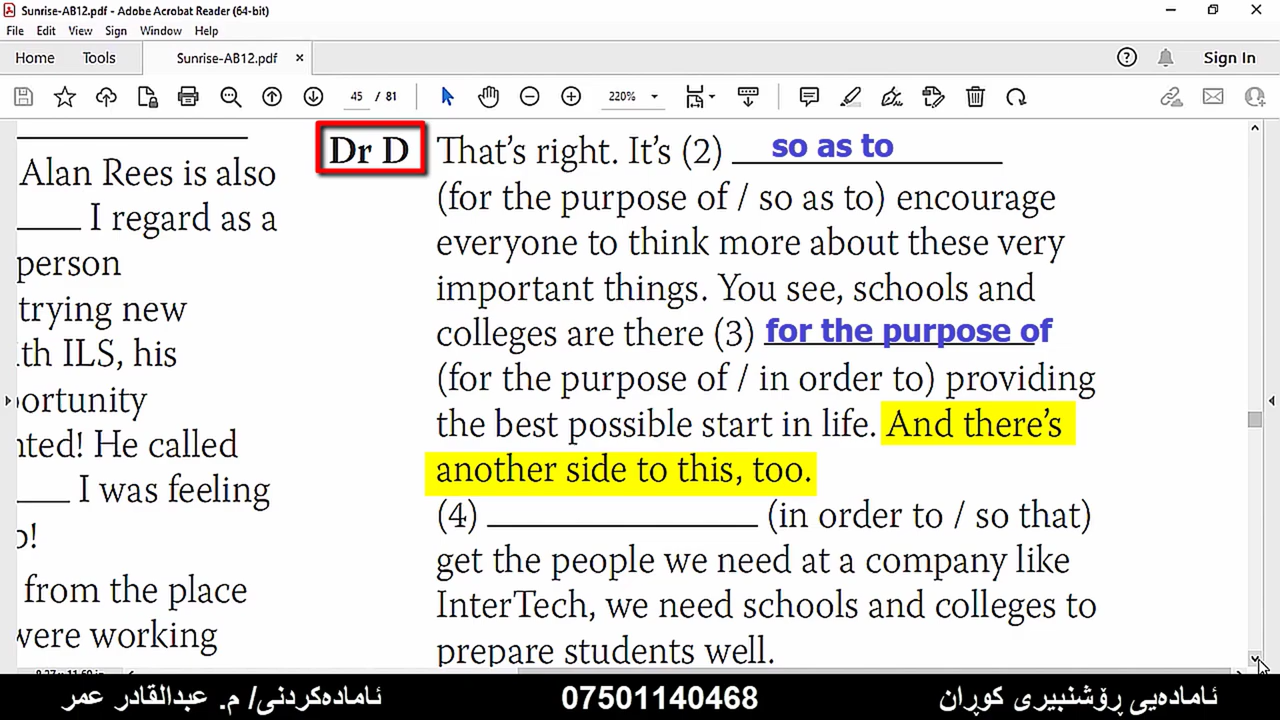 Sunrise-AB12.pdf - Adobe Acrobat Reader (64-bit)
File Edit View Sign Window Help
Home Tools Sunrise-AB12.pdf × Sign In
45 / 81 220%
Alan Rees is also
____ I regard as a
person
trying new
ith ILS, his
portunity
nted! He called
____ I was feeling
o!
from the place
were working
Dr D That's right. It's (2) so as to
(for the purpose of / so as to) encourage
everyone to think more about these very
important things. You see, schools and
colleges are there (3) for the purpose of
(for the purpose of / in order to) providing
the best possible start in life. And there's
another side to this, too.
(4) ____________ (in order to / so that)
get the people we need at a company like
InterTech, we need schools and colleges to
prepare students well.
ئامادەکردنی/ م. عبدالقادر عمر 07501140468 ئامادەیی ڕۆشنبیری کوڕان